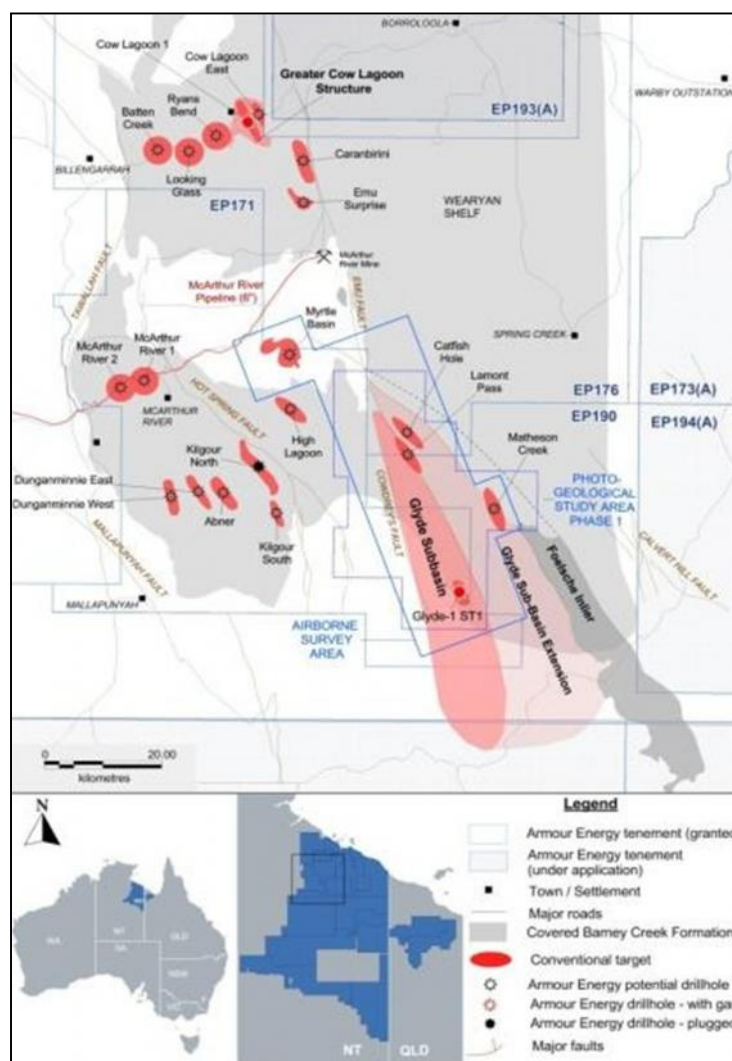 BORROLOOLA
Cow Lagoon 1
Cow Lagoon
East
Greater Cow Lagoon
Structure
Ryans
Bend
Batten
Creek
EP193(A)
WARBY OUTSTATION
BILLENGARRAH
Looking
Glass
Caranbirini
EP171
Emu
Surprise
WEARYAN
SHELF
TAWALLAH FAULT
McArthur River
Pipeline (6")
McArthur
River Mine
EMU FAULT
Myrtle
Basin
SPRING CREEK
McArthur
River 2
McArthur
River 1
Catfish
Hole
Lamont
Pass
EP176
EP173(A)
HOT SPRING FAULT
MCARTHUR
RIVER
EP190
EP194(A)
High
Lagoon
Matheson
Creek
Kilgour
North
Dunganminnie East
Dunganminnie West
Abner
Kilgour
South
PHOTO-
GEOLOGICAL
STUDY AREA
PHASE 1
MALLAPUNYAH FAULT
Glyde Subbasin
Glyde Sub-Basin Extension
Foelsche Inlier
CALVERT HILL FAULT
MALLAPUNYAH
Glyde-1 ST1
AIRBORNE
SURVEY
AREA
0 20.00
kilometres
N
Legend
Armour Energy tenement (granted
Armour Energy tenement
(under application)
Town / Settlement
Major roads
Covered Barney Creek Formation
Conventional target
Armour Energy potential drillhole
Armour Energy drillhole - with gas
Armour Energy drillhole - plugged
Major faults
WA
NT
SA
QLD
NSW
NT
QLD